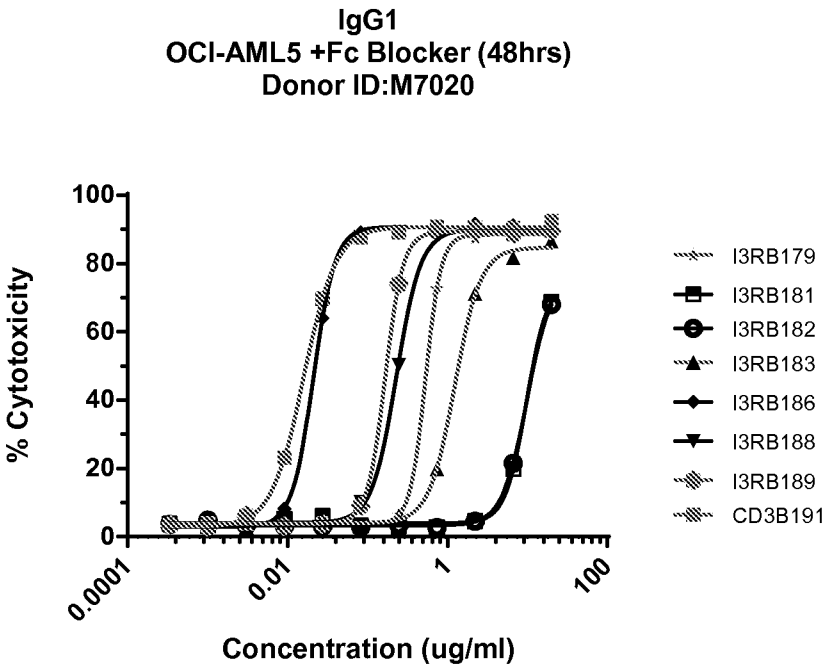 IgG1
OCI-AML5 +Fc Blocker (48hrs)
Donor ID:M7020
100
80
60
40
20
0
% Cytotoxicity
0.0001
0.01
1
100
Concentration (ug/ml)
I3RB179
I3RB181
I3RB182
I3RB183
I3RB186
I3RB188
I3RB189
CD3B191